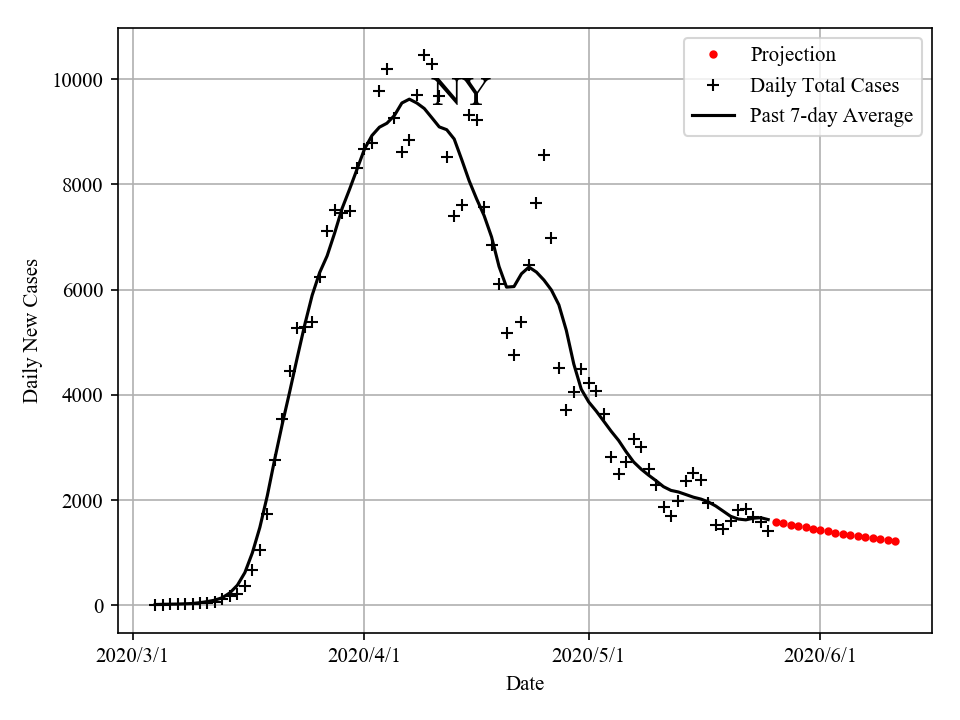 NY
Projection
Daily Total Cases
Past 7-day Average
10000
8000
6000
4000
2000
0
Daily New Cases
2020/3/1
2020/4/1
2020/5/1
2020/6/1
Date